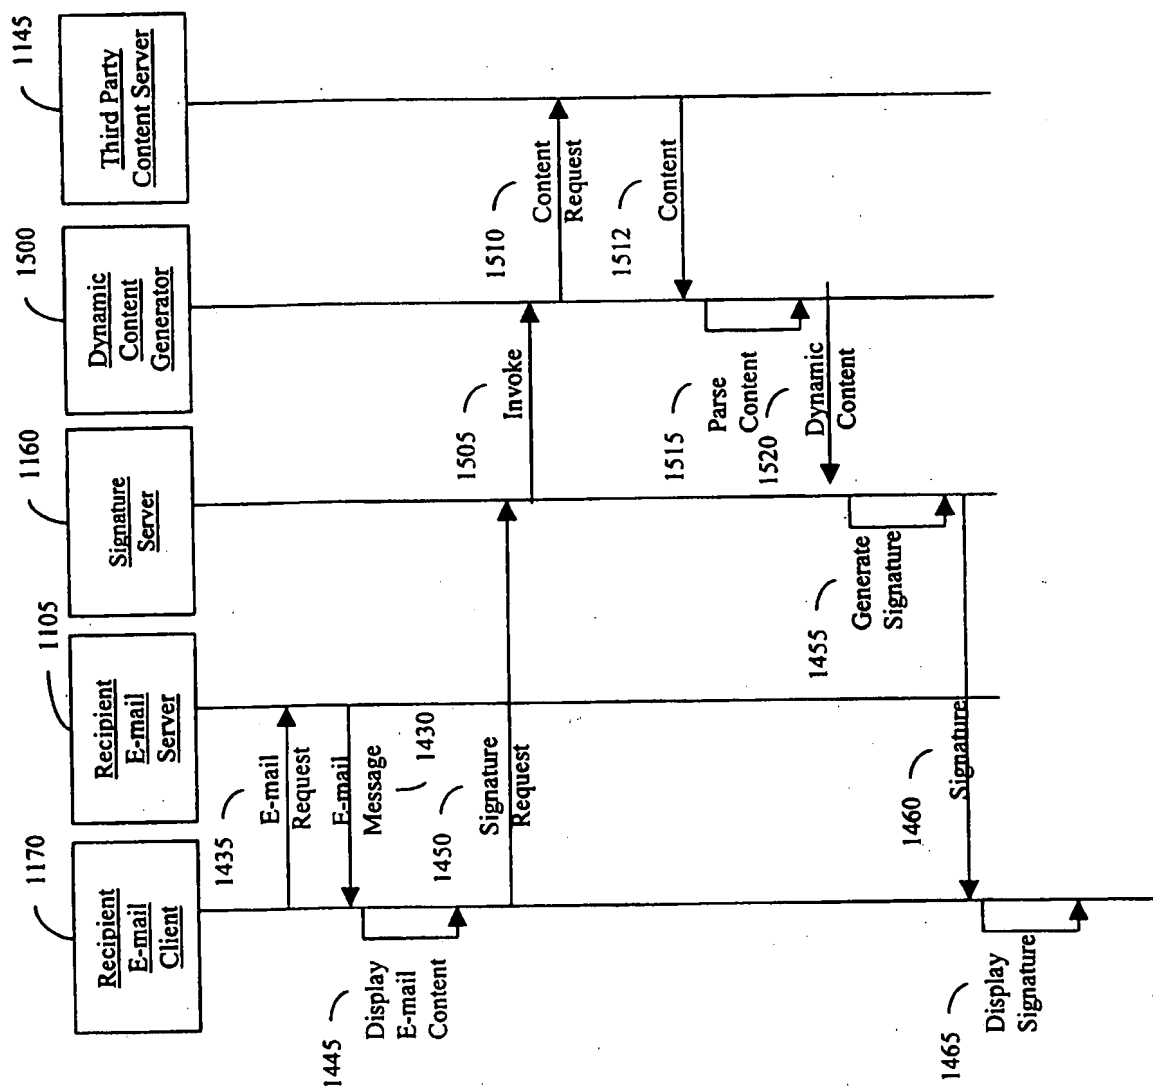 1170
Recipient
E-mail
Client
1105
Recipient
E-mail
Server
1160
Signature
Server
1500
Dynamic
Content
Generator
1145
Third Party
Content Server
1435
E-mail
Request
E-mail
Message
1430
1445
Display
E-mail
Content
1450
Signature
Request
1505
Invoke
1510
Content
Request
1512
Content
1515
Parse
Content
1520
Dynamic
Content
1455
Generate
Signature
1460
Signature
1465
Display
Signature